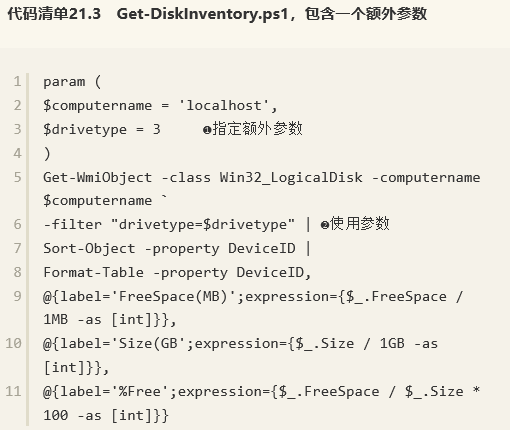 代码清单21.3 Get-DiskInventory.ps1，包含一个额外参数
1 param (
2 $computername = 'localhost',
3 $drivetype = 3 ❶指定额外参数
4 )
5 Get-WmiObject -class Win32_LogicalDisk -computername
$computername `
6 -filter "drivetype=$drivetype" | ❷使用参数
7 Sort-Object -property DeviceID |
8 Format-Table -property DeviceID,
9 @{label='FreeSpace(MB)';expression={$_.FreeSpace /
1MB -as [int]}},
10 @{label='Size(GB';expression={$_.Size / 1GB -as
[int]}},
11 @{label='%Free';expression={$_.FreeSpace / $_.Size *
100 -as [int]}}